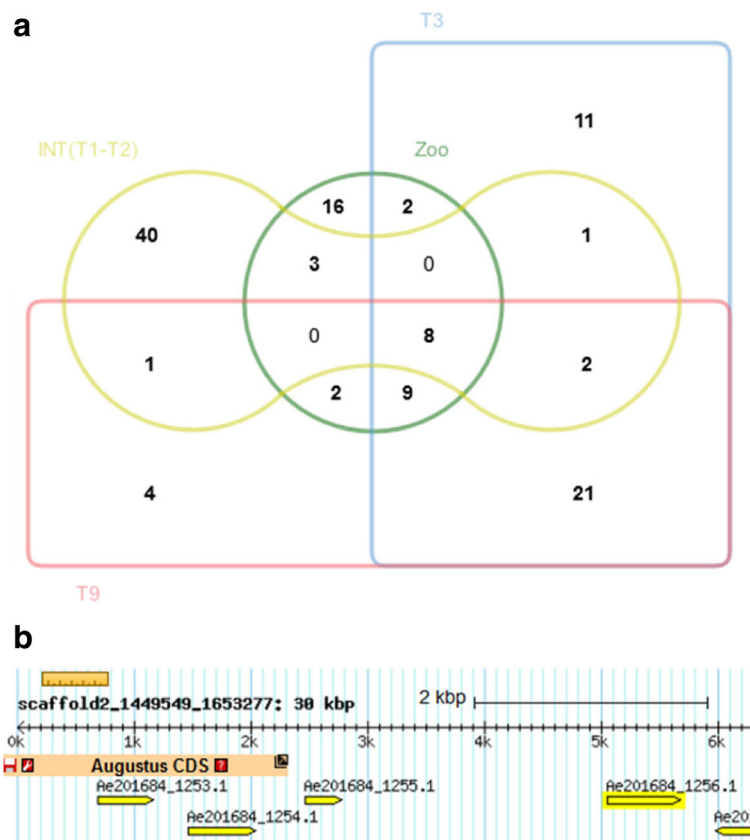 a
T3
11
INT(T1-T2)
Zoo
16
2
40
3
0
1
0
8
1
2
2
9
4
21
T9
b
scaffold2_1449549_1653277: 30 kbp
2 kbp
0k 1k 2k 3k 4k 5k 6k
Augustus CDS
Ae201684_1253.1
Ae201684_1255.1
Ae201684_1256.1
Ae201684_1254.1
Ae20